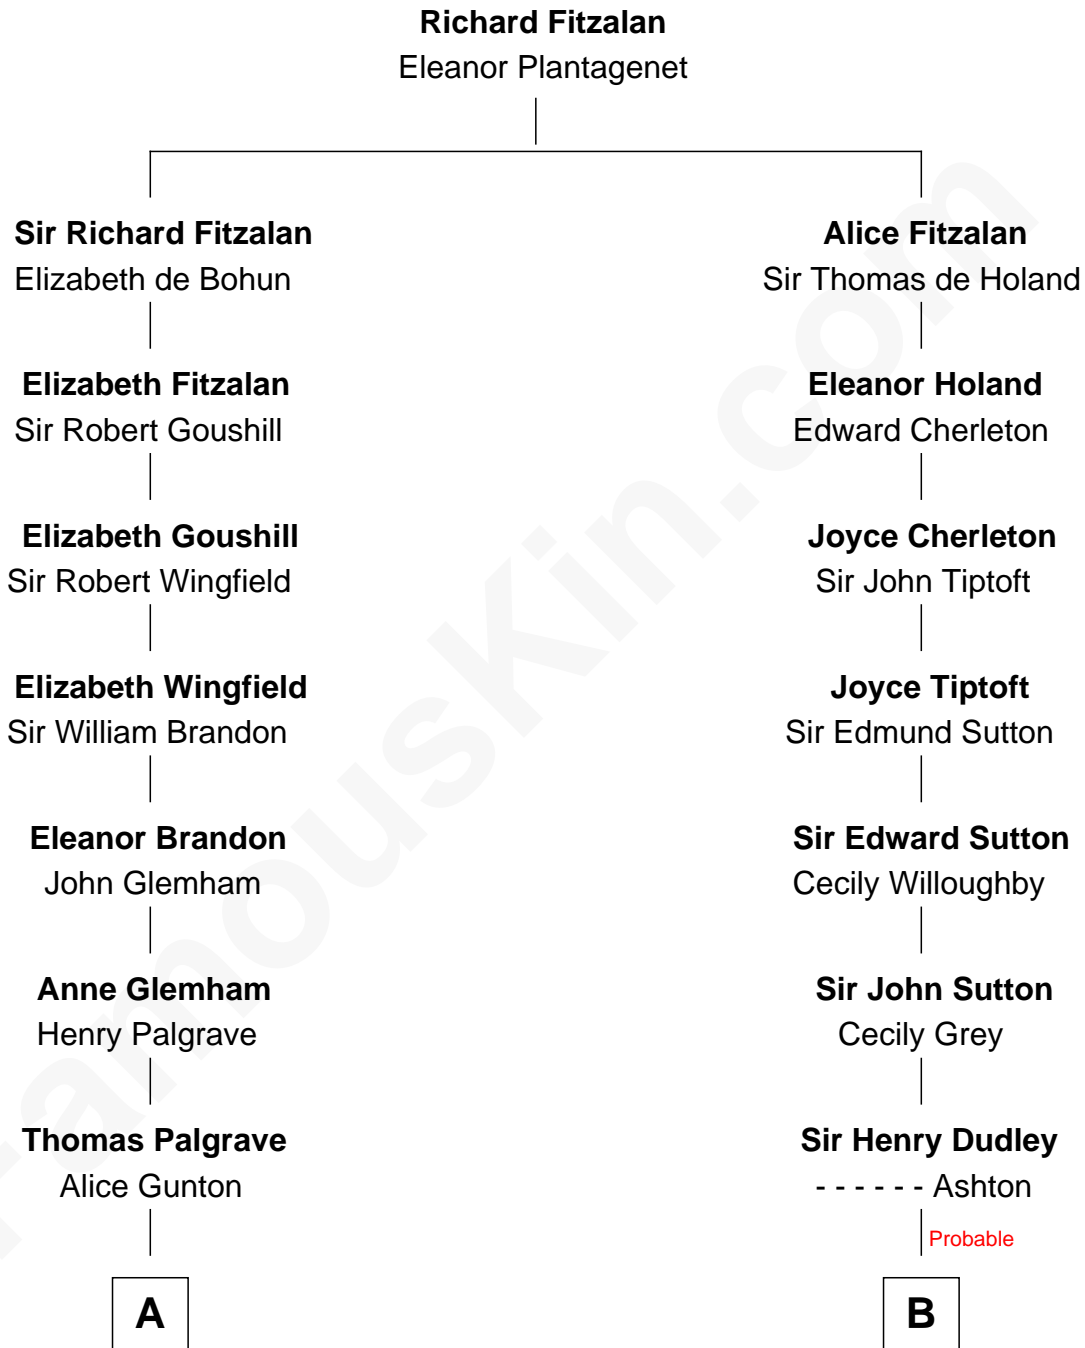 Richard Fitzalan
Eleanor Plantagenet
Sir Richard Fitzalan
Elizabeth de Bohun
Elizabeth Fitzalan
Sir Robert Goushill
Elizabeth Goushill
Sir Robert Wingfield
Elizabeth Wingfield
Sir William Brandon
Eleanor Brandon
John Glemham
Anne Glemham
Henry Palgrave
Thomas Palgrave
Alice Gunton
A
Alice Fitzalan
Sir Thomas de Holand
Eleanor Holand
Edward Cherleton
Joyce Cherleton
Sir John Tiptoft
Joyce Tiptoft
Sir Edmund Sutton
Sir Edward Sutton
Cecily Willoughby
Sir John Sutton
Cecily Grey
Sir Henry Dudley
- - - - - - Ashton
Probable
B
FamousKin.com